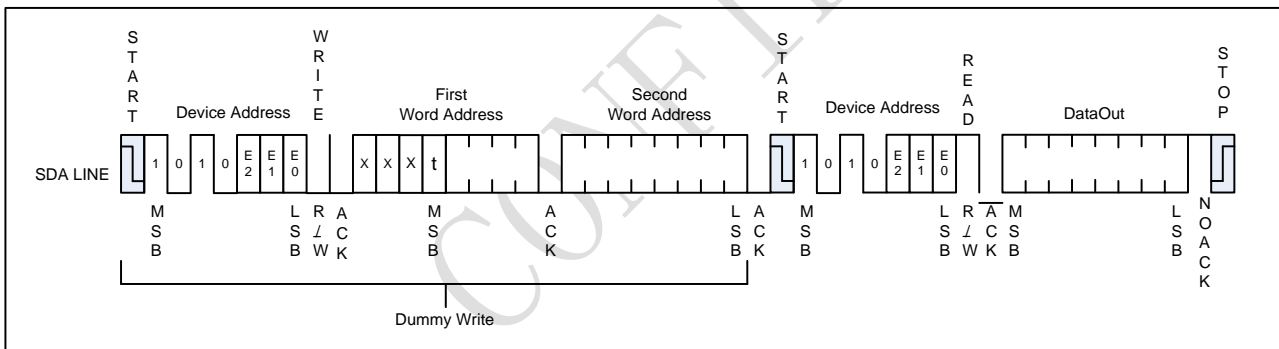 START
WRITE
START
READ
STOP
Device Address
First
Word Address
Second
Word Address
Device Address
DataOut
SDA LINE
1 0 1 0 E2 E1 E0
X X X t
1 0 1 0 E2 E1 E0
MSB
LSB
R/W
ACK
MSB
ACK
LSB
ACK
MSB
LSB
R/W
ACK
MSB
LSB
NOACK
Dummy Write